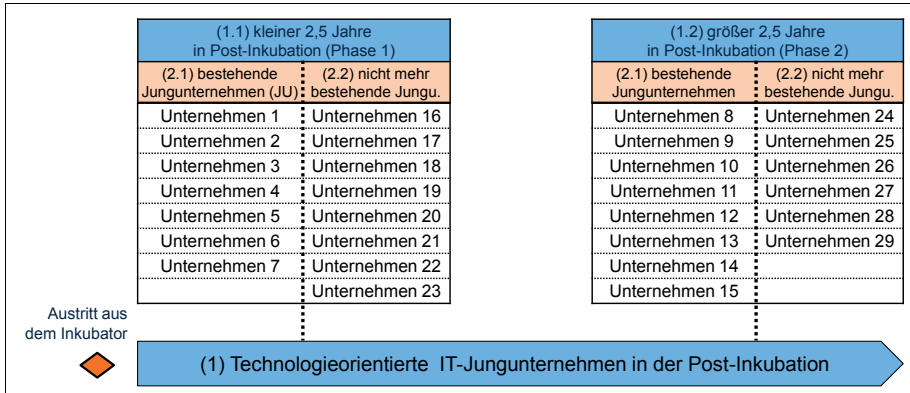 (1.1) kleiner 2,5 Jahre
in Post-Inkubation (Phase 1)
(2.1) bestehende
Jungunternehmen (JU)
(2.2) nicht mehr
bestehende Jungu.
Unternehmen 1
Unternehmen 16
Unternehmen 2
Unternehmen 17
Unternehmen 3
Unternehmen 18
Unternehmen 4
Unternehmen 19
Unternehmen 5
Unternehmen 20
Unternehmen 6
Unternehmen 21
Unternehmen 7
Unternehmen 22
Unternehmen 23
(1.2) größer 2,5 Jahre
in Post-Inkubation (Phase 2)
(2.1) bestehende
Jungunternehmen
(2.2) nicht mehr
bestehende Jungu.
Unternehmen 8
Unternehmen 24
Unternehmen 9
Unternehmen 25
Unternehmen 10
Unternehmen 26
Unternehmen 11
Unternehmen 27
Unternehmen 12
Unternehmen 28
Unternehmen 13
Unternehmen 29
Unternehmen 14
Unternehmen 15
Austritt aus
dem Inkubator
(1) Technologieorientierte IT-Jungunternehmen in der Post-Inkubation